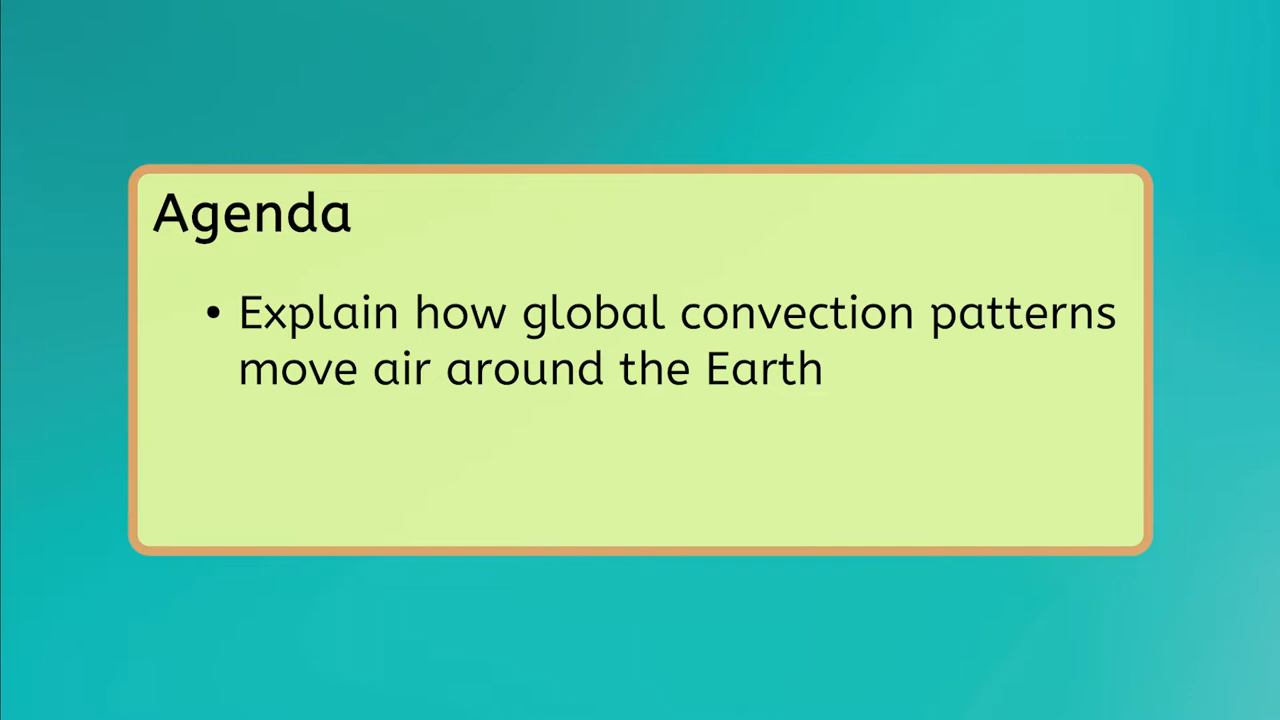 Agenda
• Explain how global convection patterns
move air around the Earth